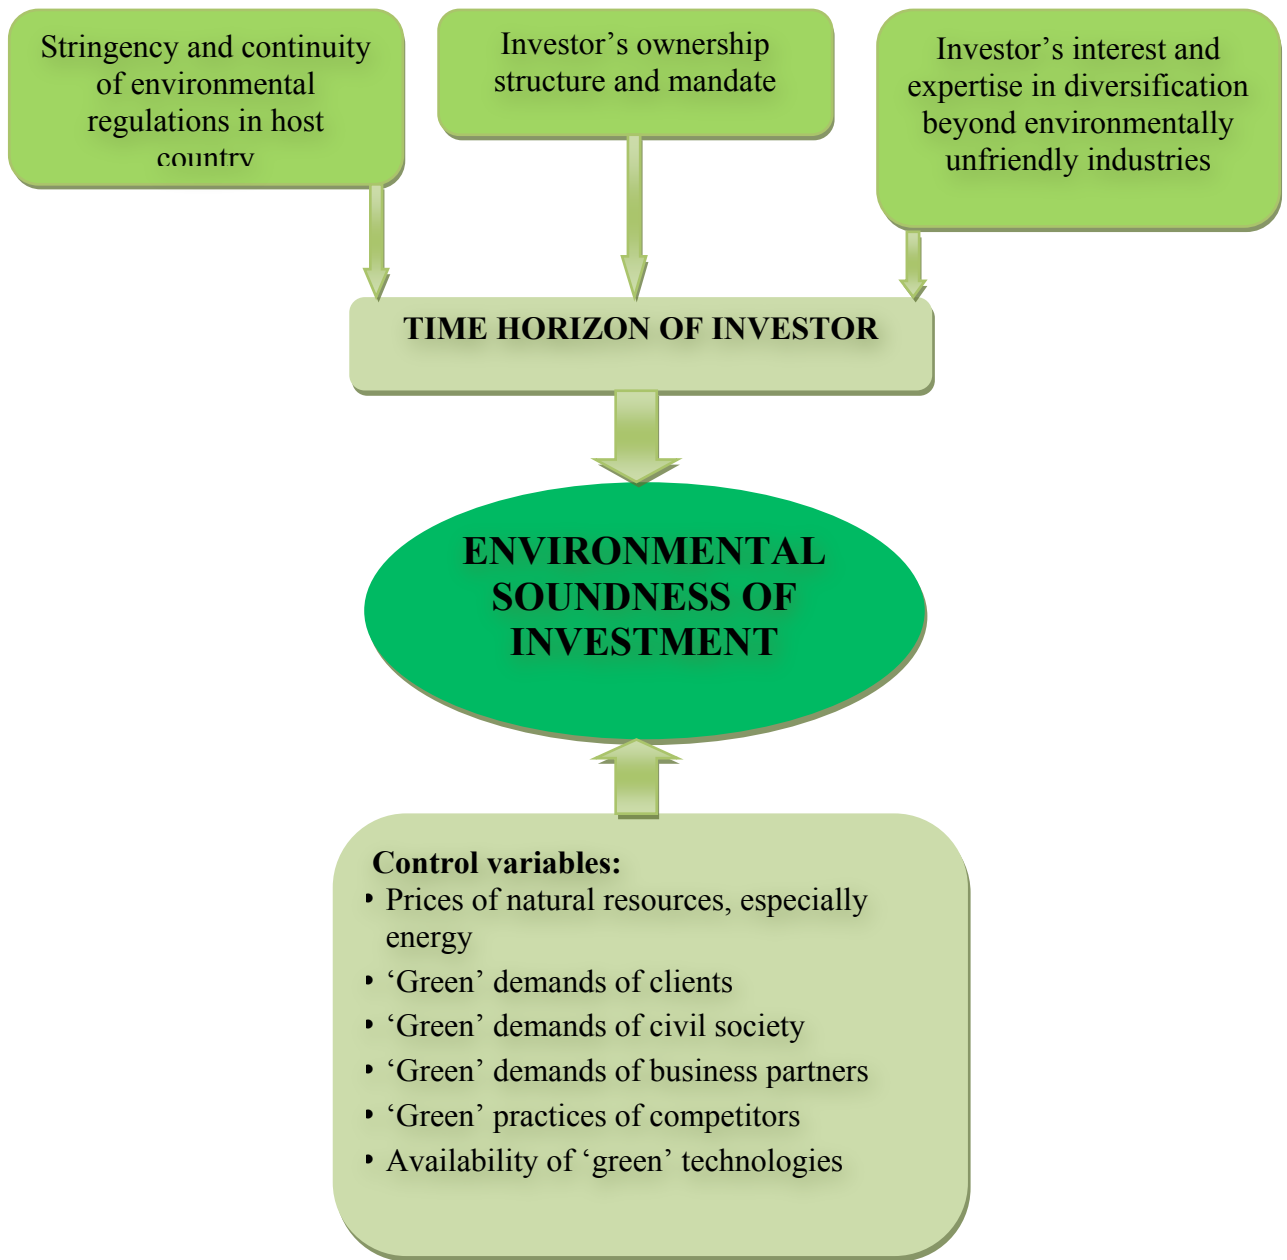 Stringency and continuity
of environmental
regulations in host
country
Investor’s ownership
structure and mandate
Investor’s interest and
expertise in diversification
beyond environmentally
unfriendly industries
TIME HORIZON OF INVESTOR
ENVIRONMENTAL
SOUNDNESS OF
INVESTMENT
Control variables:
• Prices of natural resources, especially
energy
• ‘Green’ demands of clients
• ‘Green’ demands of civil society
• ‘Green’ demands of business partners
• ‘Green’ practices of competitors
• Availability of ‘green’ technologies